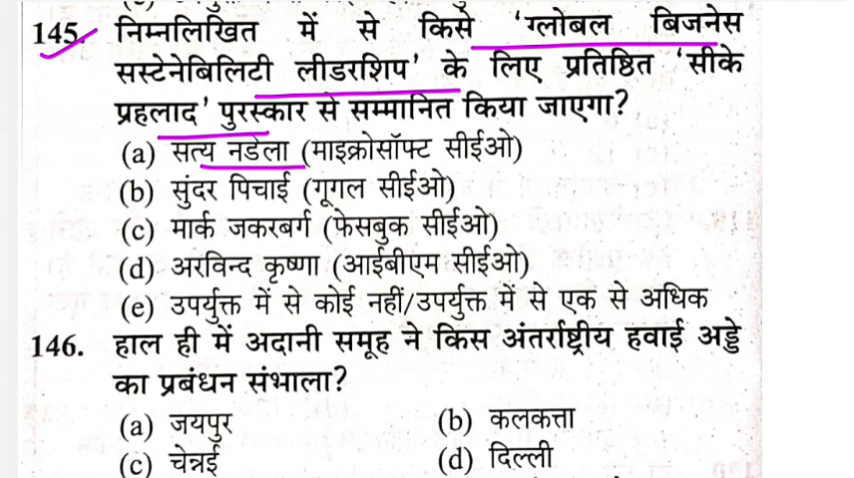 145. निम्नलिखित में से किसे 'ग्लोबल बिजनेस
सस्टेनेबिलिटी लीडरशिप' के लिए प्रतिष्ठित 'सीके
प्रहलाद' पुरस्कार से सम्मानित किया जाएगा?
(a) सत्य नडेला (माइक्रोसॉफ्ट सीईओ)
(b) सुंदर पिचाई (गूगल सीईओ)
(c) मार्क जकरबर्ग (फेसबुक सीईओ)
(d) अरविन्द कृष्णा (आईबीएम सीईओ)
(e) उपर्युक्त में से कोई नहीं/उपर्युक्त में से एक से अधिक
146. हाल ही में अदानी समूह ने किस अंतर्राष्ट्रीय हवाई अड्डे
का प्रबंधन संभाला?
(a) जयपुर (b) कलकत्ता
(c) चेन्नई (d) दिल्ली